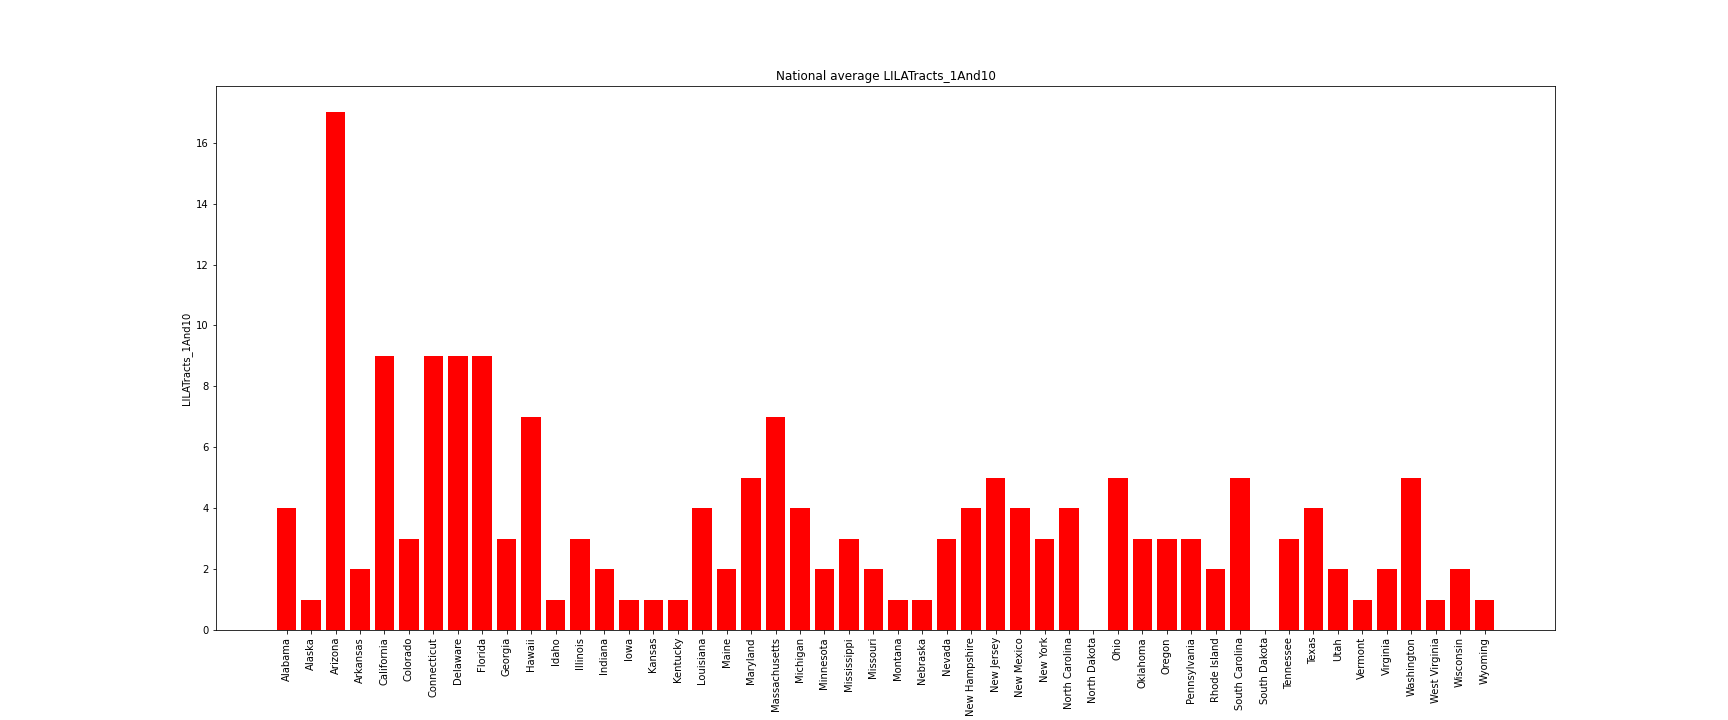 National average LILATracts_1And10
LILATracts_1And10
16
14
12
10
8
6
4
2
0
Alabama
Alaska
Arizona
Arkansas
California
Colorado
Connecticut
Delaware
Florida
Georgia
Hawaii
Idaho
Illinois
Indiana
Iowa
Kansas
Kentucky
Louisiana
Maine
Maryland
Massachusetts
Michigan
Minnesota
Mississippi
Missouri
Montana
Nebraska
Nevada
New Hampshire
New Jersey
New Mexico
New York
North Carolina
North Dakota
Ohio
Oklahoma
Oregon
Pennsylvania
Rhode Island
South Carolina
South Dakota
Tennessee
Texas
Utah
Vermont
Virginia
Washington
West Virginia
Wisconsin
Wyoming